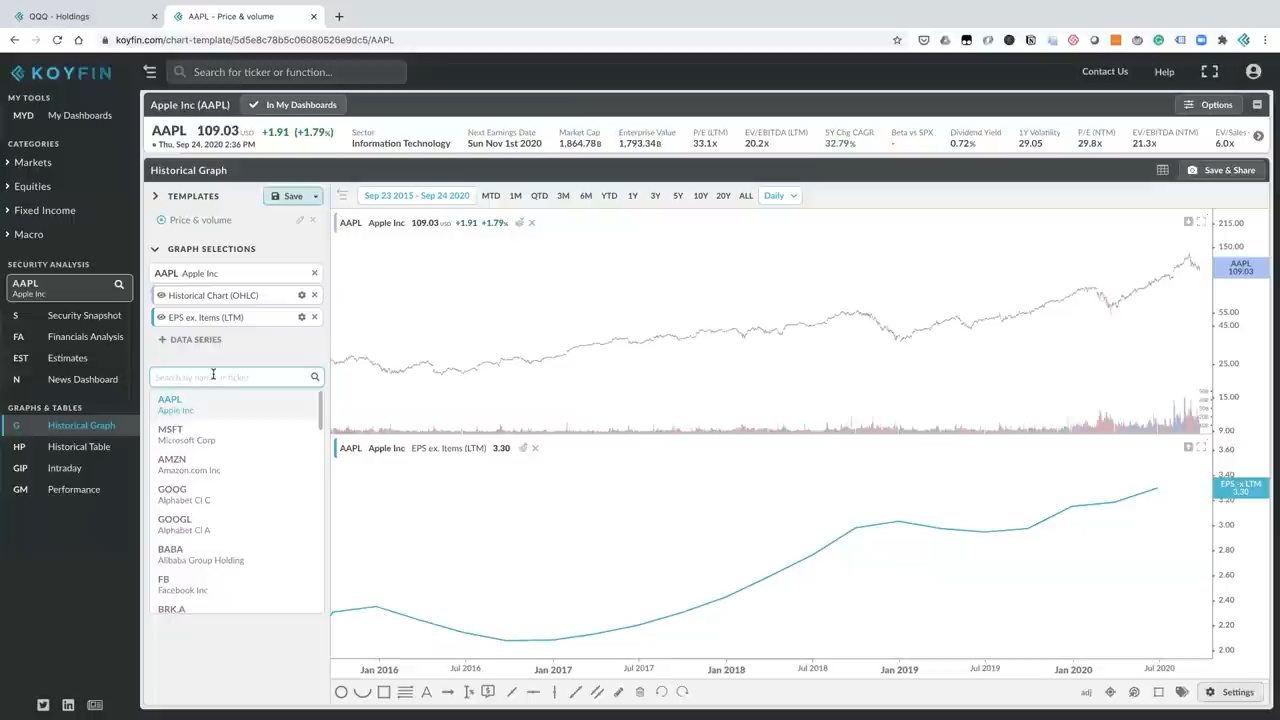 QQQ - Holdings
AAPL - Price & volume
koyfin.com/chart-template/5d5e8c78b5c06080526e9dc5/AAPL
KOYFIN
Search for ticker or function...
Contact Us
Help
MY TOOLS
MYD My Dashboards
CATEGORIES
Markets
Equities
Fixed Income
Macro
SECURITY ANALYSIS
AAPL
Apple Inc
S Security Snapshot
FA Financials Analysis
EST Estimates
N News Dashboard
GRAPHS & TABLES
G Historical Graph
HP Historical Table
GIP Intraday
GM Performance
Apple Inc (AAPL)
In My Dashboards
Options
AAPL 109.03 USD +1.91 (+1.79%)
• Thu. Sep 24. 2020 2:36 PM
Sector
Information Technology
Next Earnings Date
Sun Nov 1st 2020
Market Cap
1,864.78B
Enterprise Value
1,793.34B
P/E (LTM)
33.1X
EV/EBITDA (LTM)
20.2X
5Y Chg CAGR
32.79%
Beta vs SPX
-
Dividend Yield
0.72%
1Y Volatility
29.05
P/E (NTM)
29.8X
EV/EBITDA (NTM)
21.3X
EV/Sales
6.0X
Historical Graph
Save & Share
TEMPLATES
Save
Price & volume
GRAPH SELECTIONS
AAPL Apple Inc
Historical Chart (OHLC)
EPS ex. Items (LTM)
+ DATA SERIES
Search by name or ticker
AAPL
Apple Inc
MSFT
Microsoft Corp
AMZN
Amazon.com Inc
GOOG
Alphabet Cl C
GOOGL
Alphabet Cl A
BABA
Alibaba Group Holding
FB
Facebook Inc
BRK.A
Sep 23 2015 - Sep 24 2020
MTD 1M QTD 3M 6M YTD 1Y 3Y 5Y 10Y 20Y ALL
Daily
AAPL Apple Inc 109.03 USD +1.91 +1.79%
215.00
150.00
AAPL
109.03
55.00
45.00
25.00
15.00
9.00
AAPL Apple Inc EPS ex. Items (LTM) 3.30
3.60
3.40
EPS -x LTM
3.30
3.20
3.00
2.80
2.60
2.40
2.20
2.00
Jan 2016 Jul 2016 Jan 2017 Jul 2017 Jan 2018 Jul 2018 Jan 2019 Jul 2019 Jan 2020 Jul 2020
adj
Settings